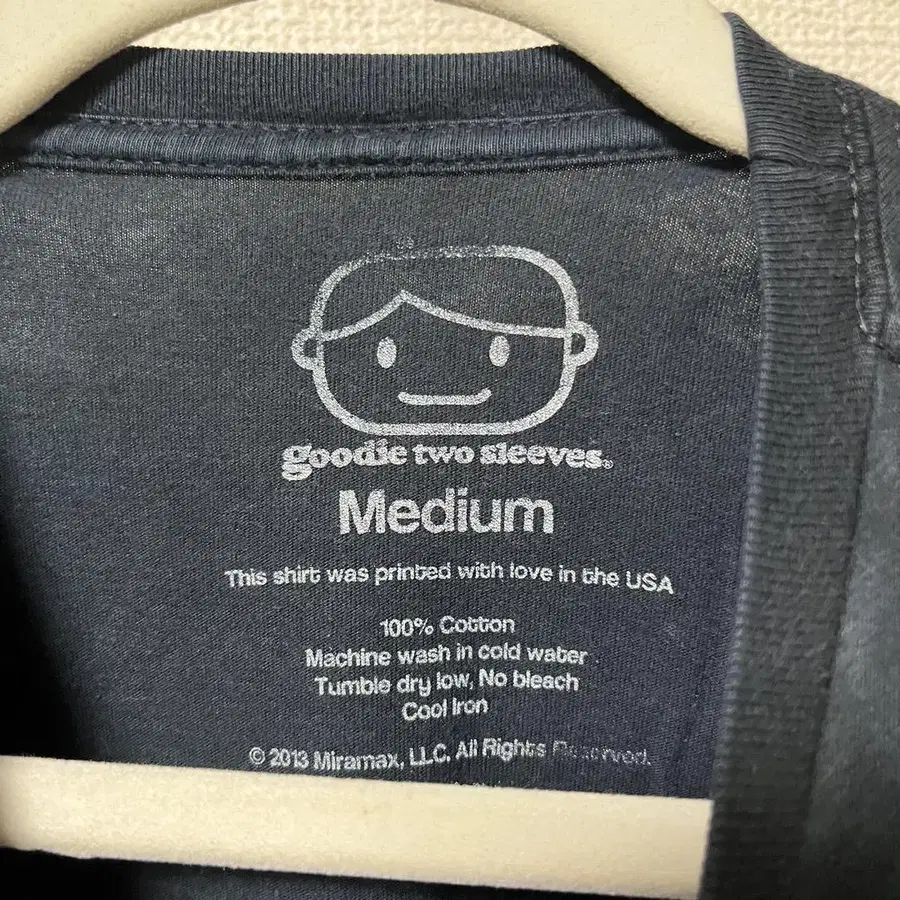 goodie two sleeves®
Medium
This shirt was printed with love in the USA
100% Cotton
Machine wash in cold water
Tumble dry low, No bleach
Cool Iron
© 2013 Miramax, LLC. All Rights Reserved.